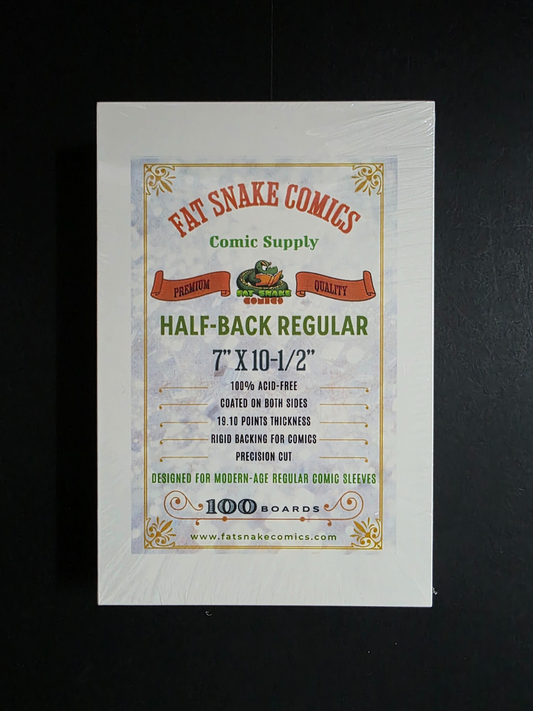 FAT SNAKE COMICS
Comic Supply
PREMIUM
QUALITY
FAT SNAKE
COMICS
HALF-BACK REGULAR
7” X 10-1/2”
100% ACID-FREE
COATED ON BOTH SIDES
19.10 POINTS THICKNESS
RIGID BACKING FOR COMICS
PRECISION CUT
DESIGNED FOR MODERN-AGE REGULAR COMIC SLEEVES
100 BOARDS
www.fatsnakecomics.com